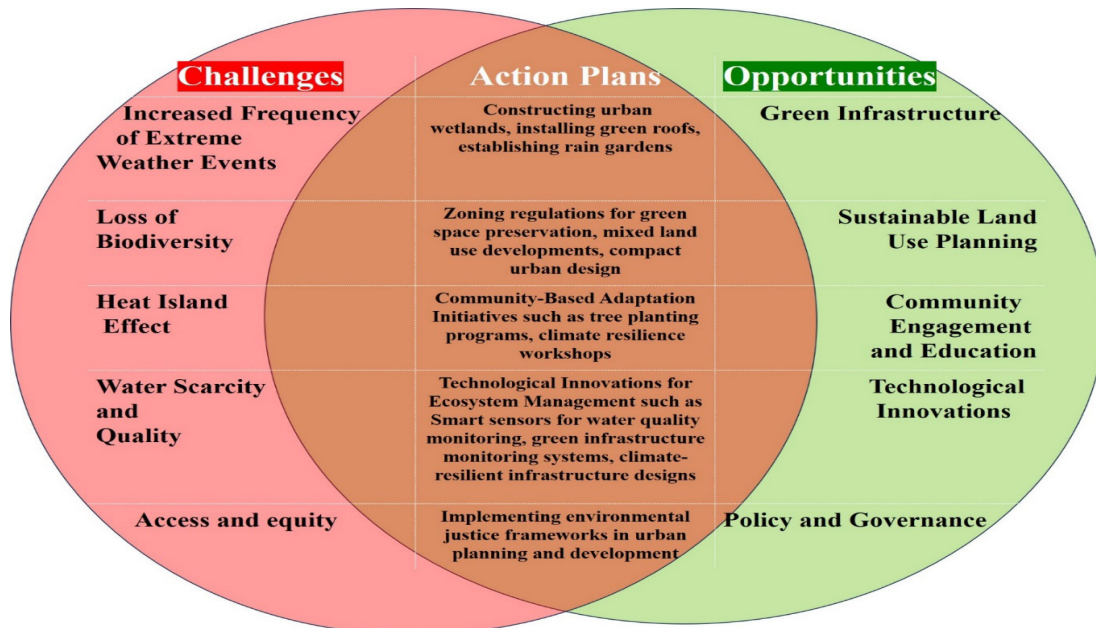 Challenges
Action Plans
Opportunities
Increased Frequency
of Extreme
Weather Events
Constructing urban
wetlands, installing green roofs,
establishing rain gardens
Green Infrastructure
Loss of
Biodiversity
Zoning regulations for green
space preservation, mixed land
use developments, compact
urban design
Sustainable Land
Use Planning
Heat Island
Effect
Community-Based Adaptation
Initiatives such as tree planting
programs, climate resilience
workshops
Community
Engagement
and Education
Water Scarcity
and
Quality
Technological Innovations for
Ecosystem Management such as
Smart sensors for water quality
monitoring, green infrastructure
monitoring systems, climate-
resilient infrastructure designs
Technological
Innovations
Access and equity
Implementing environmental
justice frameworks in urban
planning and development
Policy and Governance